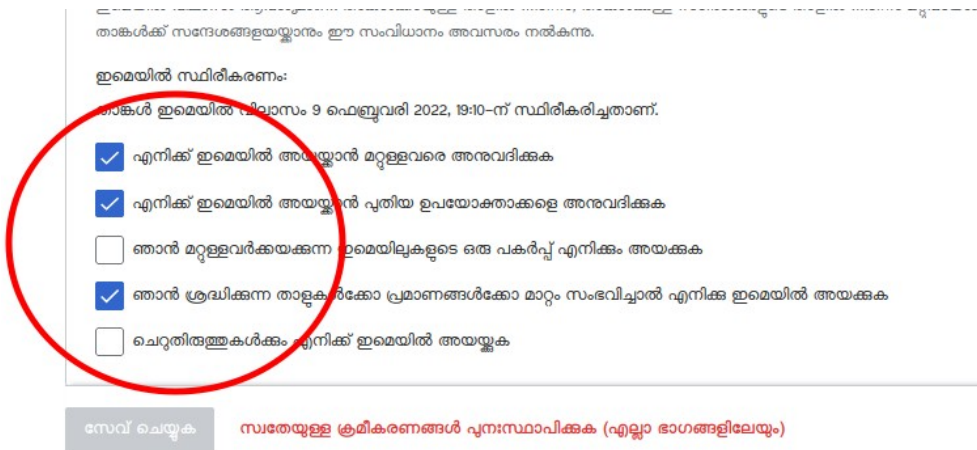 താങ്കൾക്ക് സന്ദേശങ്ങളയയ്ക്കാനും ഈ സംവിധാനം അവസരം നൽകുന്നു.
ഇമെയിൽ സ്ഥിരീകരണം:
താങ്കൾ ഇമെയിൽ വിലാസം 9 ഫെബ്രുവരി 2022, 19:10-ന് സ്ഥിരീകരിച്ചതാണ്.
എനിക്ക് ഇമെയിൽ അയയ്ക്കാൻ മറ്റുള്ളവരെ അനുവദിക്കുക
എനിക്ക് ഇമെയിൽ അയയ്ക്കാൻ പുതിയ ഉപയോക്താക്കളെ അനുവദിക്കുക
ഞാൻ മറ്റുള്ളവർക്കയക്കുന്ന ഇമെയിലുകളുടെ ഒരു പകർപ്പ് എനിക്കും അയക്കുക
ഞാൻ ശ്രദ്ധിക്കുന്ന താളുകൾക്കോ പ്രമാണങ്ങൾക്കോ മാറ്റം സംഭവിച്ചാൽ എനിക്കു ഇമെയിൽ അയക്കുക
ചെറുതിരുത്തുകൾക്കും എനിക്ക് ഇമെയിൽ അയയ്ക്കുക
സേവ് ചെയ്യുക
സ്വതേയുള്ള ക്രമീകരണങ്ങൾ പുനഃസ്ഥാപിക്കുക (എല്ലാ ഭാഗങ്ങളിലേയും)